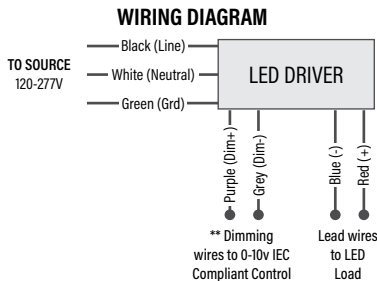 WIRING DIAGRAM
Black (Line)
TO SOURCE
120-277V
White (Neutral)
Green (Grd)
LED DRIVER
Purple (Dim+)
Grey (Dim-)
Blue (-)
Red (+)
** Dimming
wires to 0-10v IEC
Compliant Control
Lead wires
to LED
Load